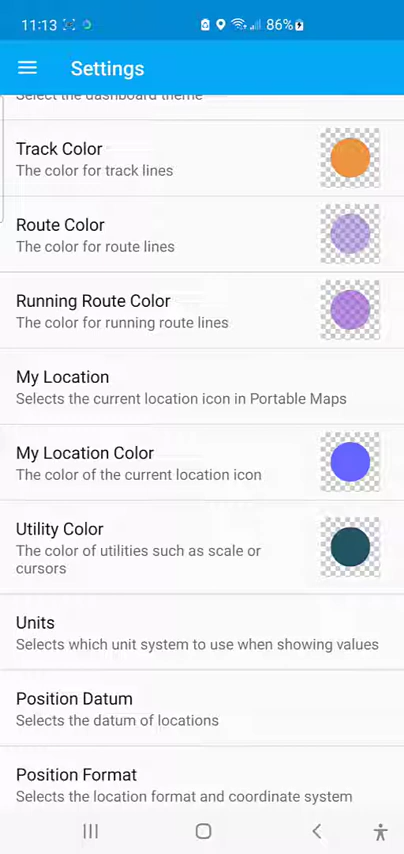 11:13 86%
Settings
Select the dashboard theme
Track Color
The color for track lines
Route Color
The color for route lines
Running Route Color
The color for running route lines
My Location
Selects the current location icon in Portable Maps
My Location Color
The color of the current location icon
Utility Color
The color of utilities such as scale or
cursors
Units
Selects which unit system to use when showing values
Position Datum
Selects the datum of locations
Position Format
Selects the location format and coordinate system